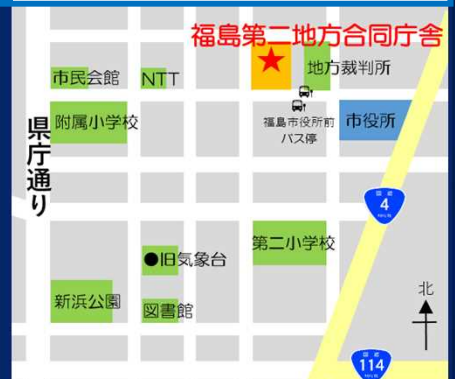 福島第二地方合同庁舎
市民会館
NTT
地方裁判所
附属小学校
福島市役所前
バス停
市役所
県庁通り
国道
4
第二小学校
●旧気象台
新浜公園
図書館
北
国道
114